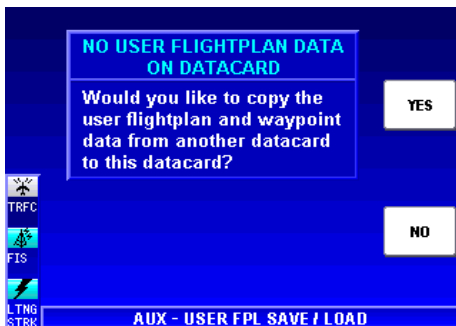 NO USER FLIGHTPLAN DATA
ON DATACARD
Would you like to copy the
user flightplan and waypoint
data from another datacard
to this datacard?
YES
NO
TRFC
FIS
LTNG
STRK
AUX - USER FPL SAVE / LOAD